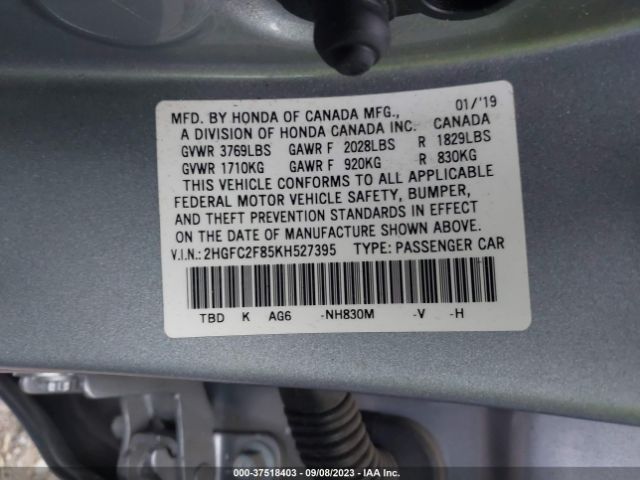 MFD. BY HONDA OF CANADA MFG., 01/'19
A DIVISION OF HONDA CANADA INC. CANADA
GVWR 3769LBS GAWR F 2028LBS R 1829LBS
GVWR 1710KG GAWR F 920KG R 830KG
THIS VEHICLE CONFORMS TO ALL APPLICABLE
FEDERAL MOTOR VEHICLE SAFETY, BUMPER,
AND THEFT PREVENTION STANDARDS IN EFFECT
ON THE DATE OF MANUFACTURE SHOWN ABOVE.
V.I.N.: 2HGFC2F85KH527395 TYPE: PASSENGER CAR
TBD K AG6 -NH830M -V -H
000-37518403 - 09/08/2023 - IAA Inc.